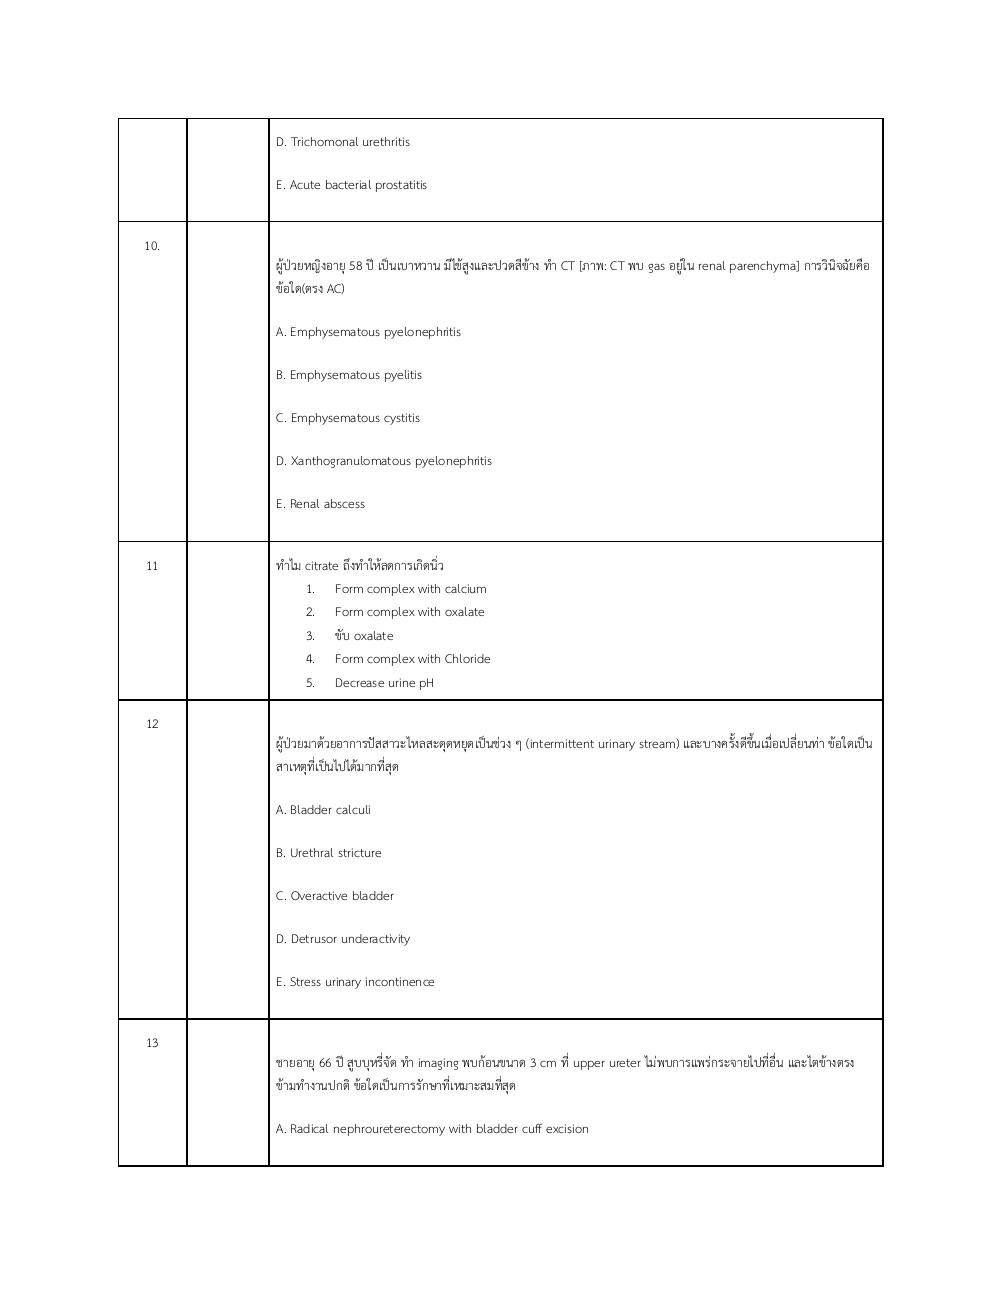 D. Trichomonal urethritis
E. Acute bacterial prostatitis
10.
ผู้ป่วยหญิงอายุ 58 ปี เป็นเบาหวาน มีไข้สูงและปวดสีข้าง ทำ CT [ภาพ: CT พบ gas อยู่ใน renal parenchyma] การวินิจฉัยคือ
ข้อใด(ตรง AC)
A. Emphysematous pyelonephritis
B. Emphysematous pyelitis
C. Emphysematous cystitis
D. Xanthogranulomatous pyelonephritis
E. Renal abscess
11
ทำไม citrate ถึงทำให้ลดการเกิดนิ่ว
1. Form complex with calcium
2. Form complex with oxalate
3. ขับ oxalate
4. Form complex with Chloride
5. Decrease urine pH
12
ผู้ป่วยมาด้วยอาการปัสสาวะไหลสะดุดหยุดเป็นช่วง ๆ (intermittent urinary stream) และบางครั้งดีขึ้นเมื่อเปลี่ยนท่า ข้อใดเป็น
สาเหตุที่เป็นไปได้มากที่สุด
A. Bladder calculi
B. Urethral stricture
C. Overactive bladder
D. Detrusor underactivity
E. Stress urinary incontinence
13
ชายอายุ 66 ปี สูบบุหรี่จัด ทำ imaging พบก้อนขนาด 3 cm ที่ upper ureter ไม่พบการแพร่กระจายไปที่อื่น และไตข้างตรง
ข้ามทำงานปกติ ข้อใดเป็นการรักษาที่เหมาะสมที่สุด
A. Radical nephroureterectomy with bladder cuff excision